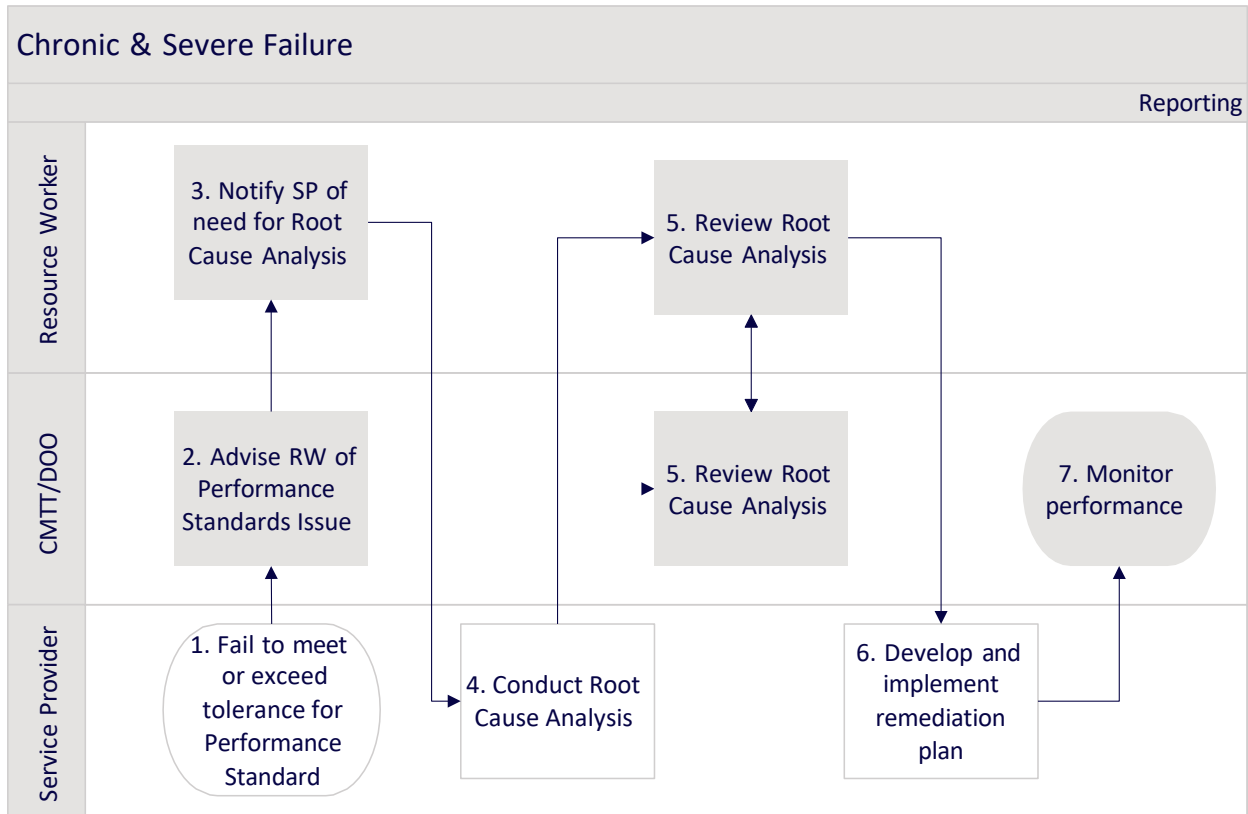 Chronic & Severe Failure
Reporting
Resource Worker
3. Notify SP of
need for Root
Cause Analysis
5. Review Root
Cause Analysis
CMTT/DOO
2. Advise RW of
Performance
Standards Issue
5. Review Root
Cause Analysis
7. Monitor
performance
Service Provider
1. Fail to meet
or exceed
tolerance for
Performance
Standard
4. Conduct Root
Cause Analysis
6. Develop and
implement
remediation
plan